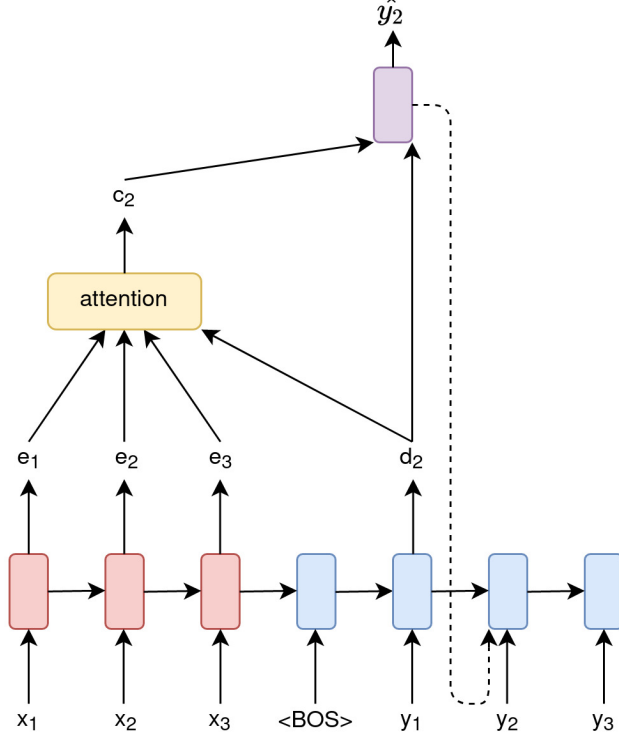 ŷ₂
c₂
attention
e₁ e₂ e₃ d₂
x₁ x₂ x₃ <BOS> y₁ y₂ y₃